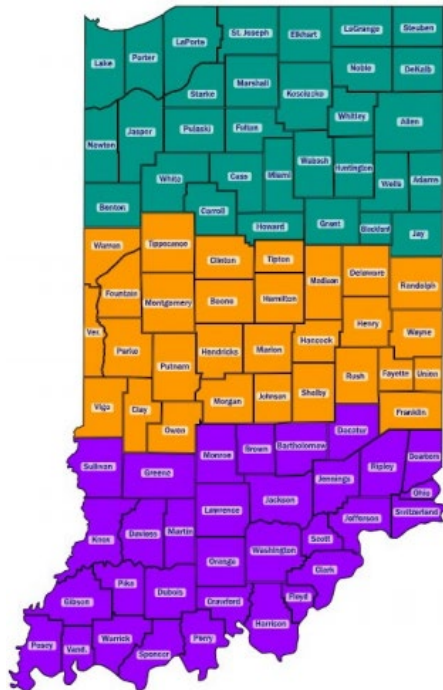 St. Joseph
Elkhart
LaGrange
Steuben
LaPorte
Porter
Lake
Noble
DeKalb
Marshall
Kosciusko
Starke
Whitley
Allen
Newton
Jasper
Pulaski
Fulton
Wabash
Huntington
White
Cass
Miami
Wells
Adams
Benton
Carroll
Howard
Grant
Blackford
Jay
Warren
Tippecanoe
Clinton
Tipton
Madison
Delaware
Randolph
Fountain
Montgomery
Boone
Hamilton
Henry
Wayne
Ver.
Parke
Putnam
Hendricks
Marion
Hancock
Rush
Fayette
Union
Vigo
Clay
Owen
Morgan
Johnson
Shelby
Franklin
Decatur
Sullivan
Greene
Monroe
Brown
Bartholomew
Ripley
Dearborn
Jennings
Ohio
Lawrence
Jackson
Switzerland
Jefferson
Knox
Daviess
Martin
Scott
Orange
Washington
Clark
Pike
Dubois
Gibson
Crawford
Floyd
Harrison
Posey
Vand.
Warrick
Spencer
Perry